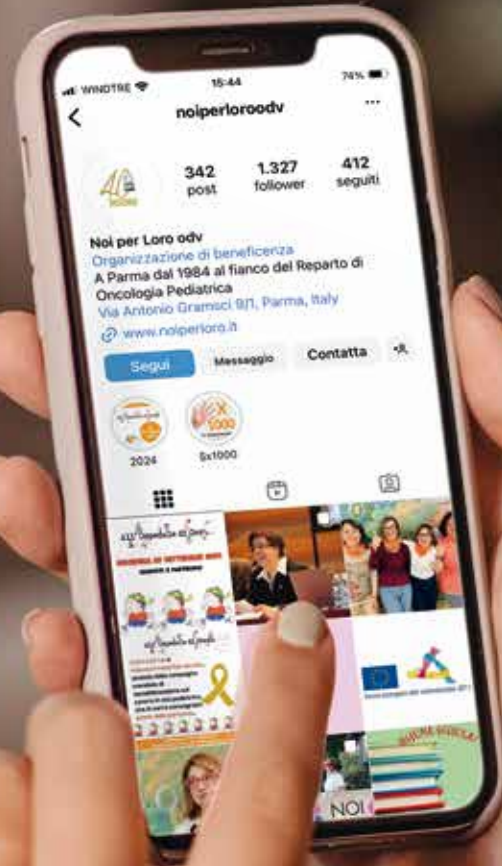 WINDTRE
15:44
74%
noiperloroodv
40
342
post
1.327
follower
412
seguiti
Noi per Loro odv
Organizzazione di beneficenza
A Parma dal 1984 al fianco del Reparto di
Oncologia Pediatrica
Via Antonio Gramsci 9/1, Parma, Italy
www.noiperloro.it
Segui
Messaggio
Contatta
X
1000
2024
5x1000
NOI